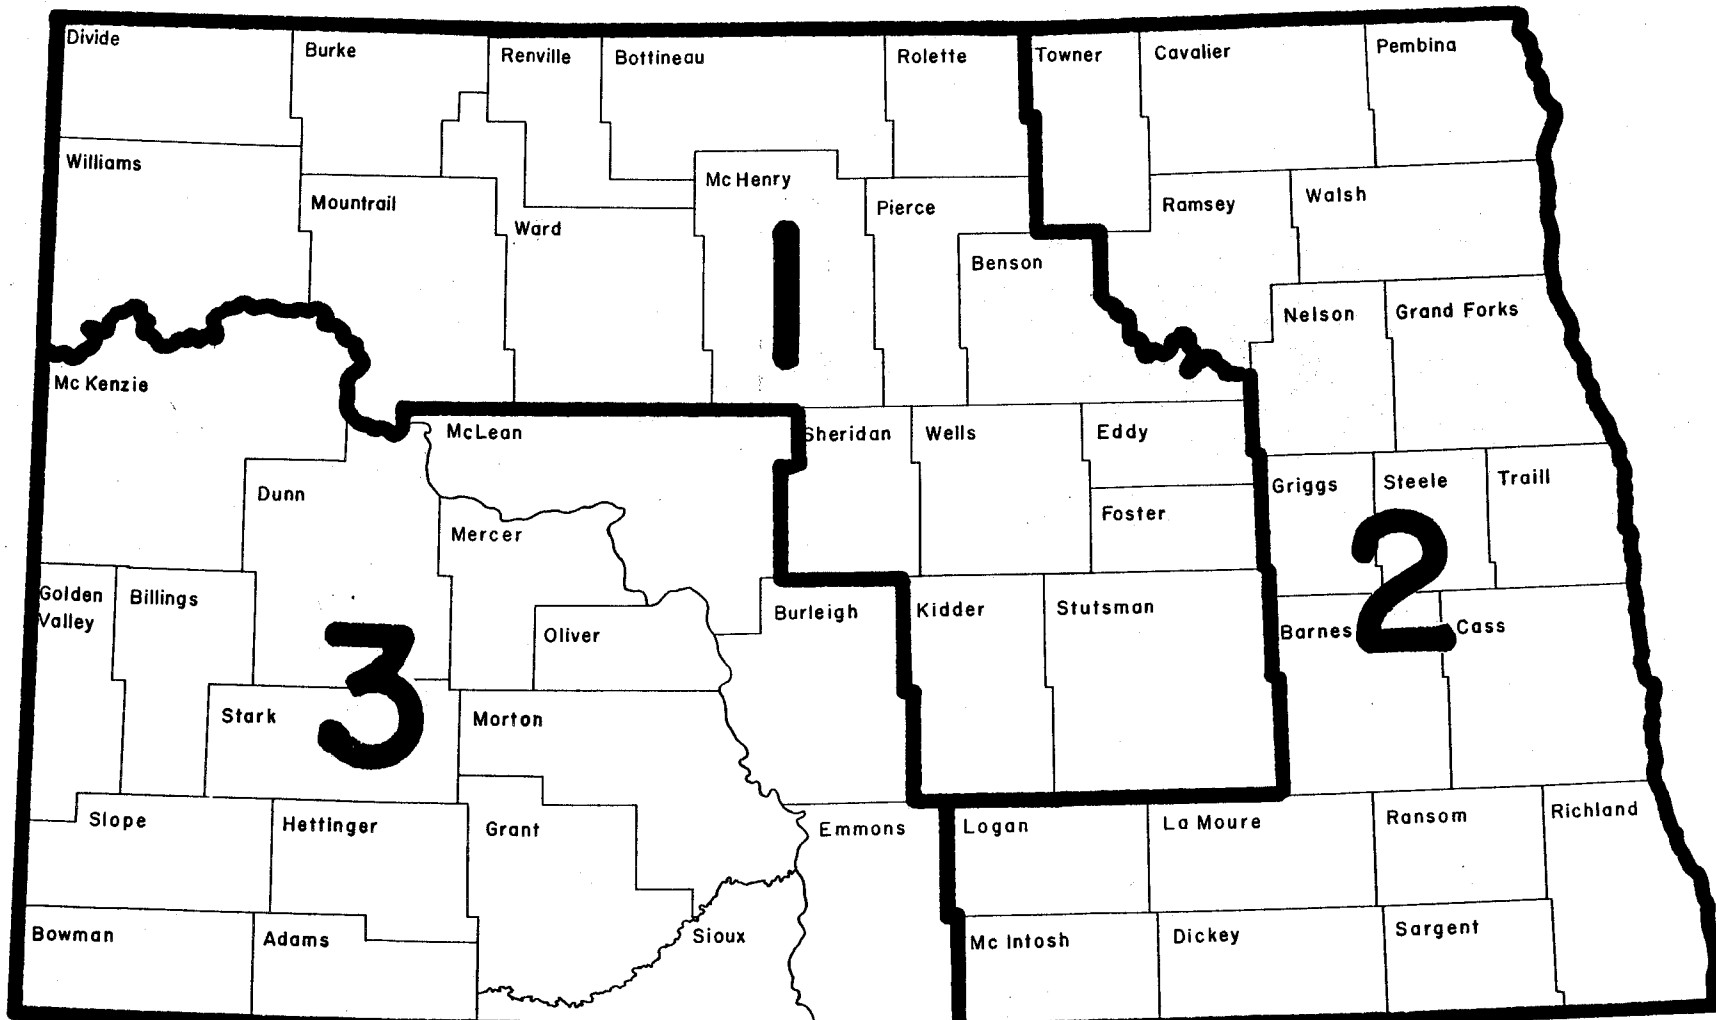 Divide
Burke
Renville
Bottineau
Rolette
Towner
Cavalier
Pembina
Williams
Mountrail
Ward
McHenry
Pierce
Benson
Ramsey
Walsh
1
Nelson
Grand Forks
Mc Kenzie
McLean
Sheridan
Wells
Eddy
Dunn
Mercer
Foster
Griggs
Steele
Traill
2
Golden
Valley
Billings
3
Oliver
Burleigh
Kidder
Stutsman
Barnes
Cass
Stark
Morton
Slope
Hettinger
Grant
Emmons
Logan
La Moure
Ransom
Richland
Bowman
Adams
Sioux
Mc Intosh
Dickey
Sargent